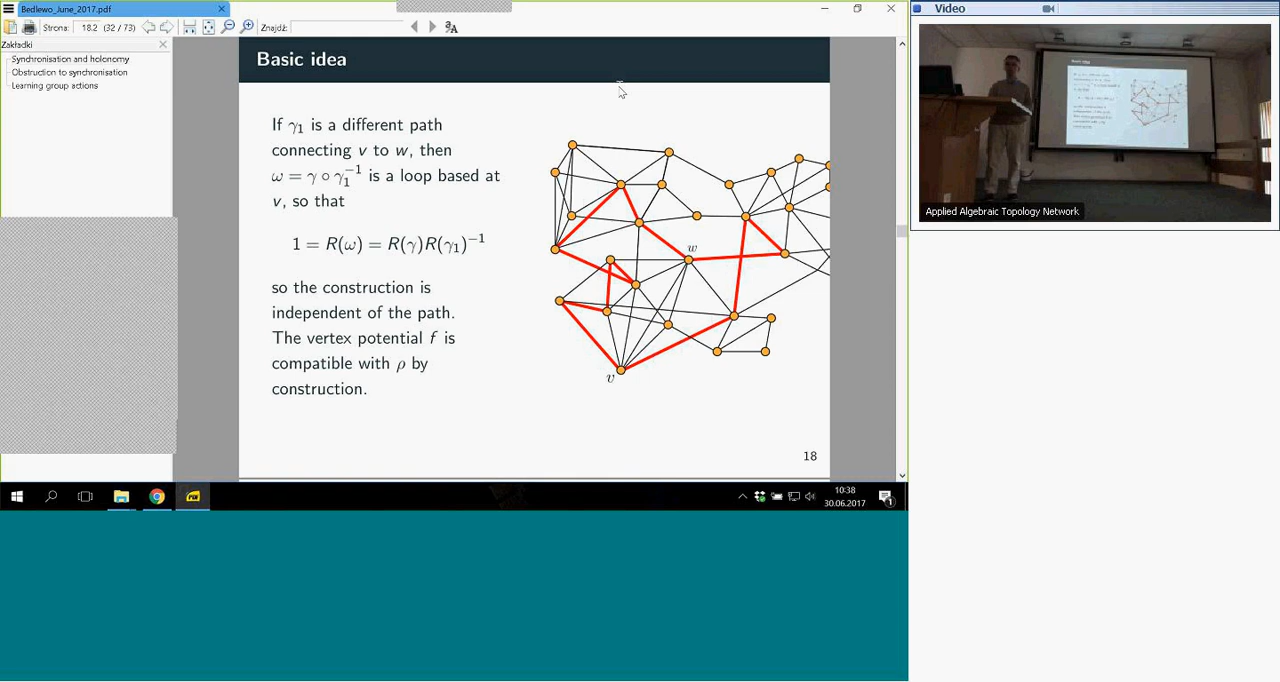 Bedlewo_June_2017.pdf
Strona: 18.2 (32 / 73)
Znajdź:
Zakładki
Synchronisation and holonomy
Obstruction to synchronisation
Learning group actions
Basic idea
If γ₁ is a different path
connecting v to w, then
ω = γ ∘ γ₁⁻¹ is a loop based at
v, so that
1 = R(ω) = R(γ)R(γ₁)⁻¹
so the construction is
independent of the path.
The vertex potential f is
compatible with ρ by
construction.
w
v
18
10:38
30.06.2017
1
Video
Basic idea
Applied Algebraic Topology Network